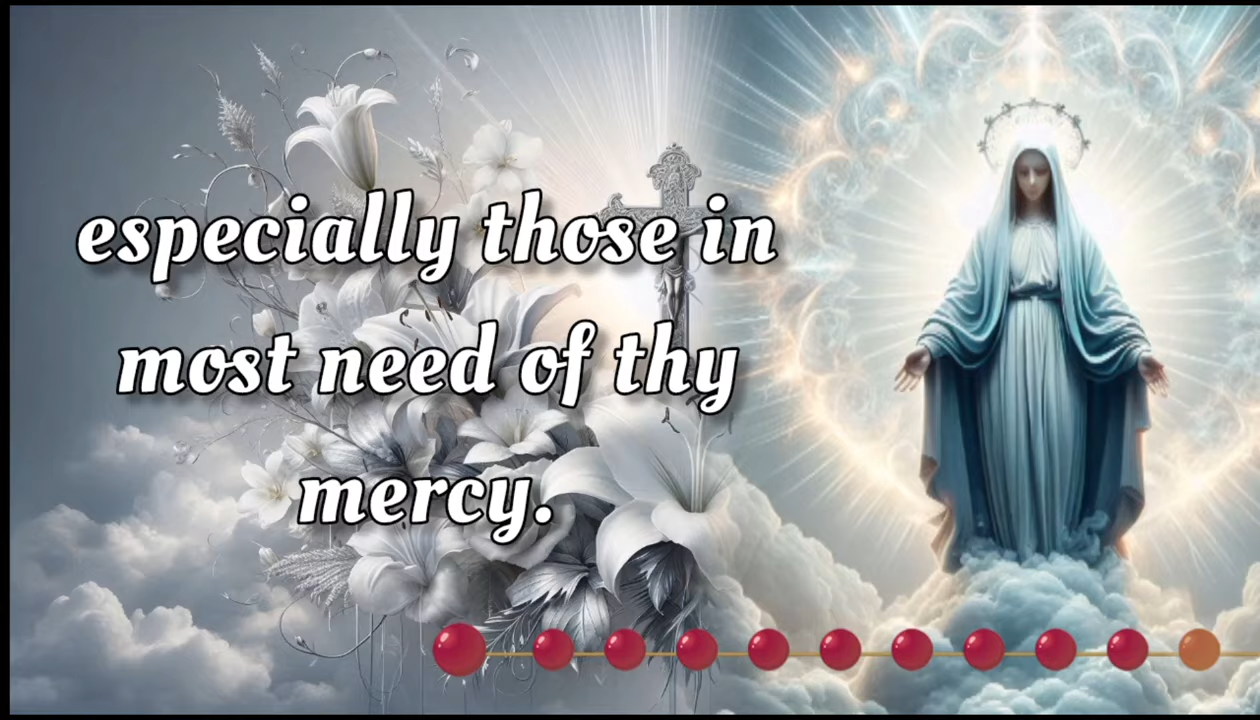 especially those in
most need of thy
mercy.